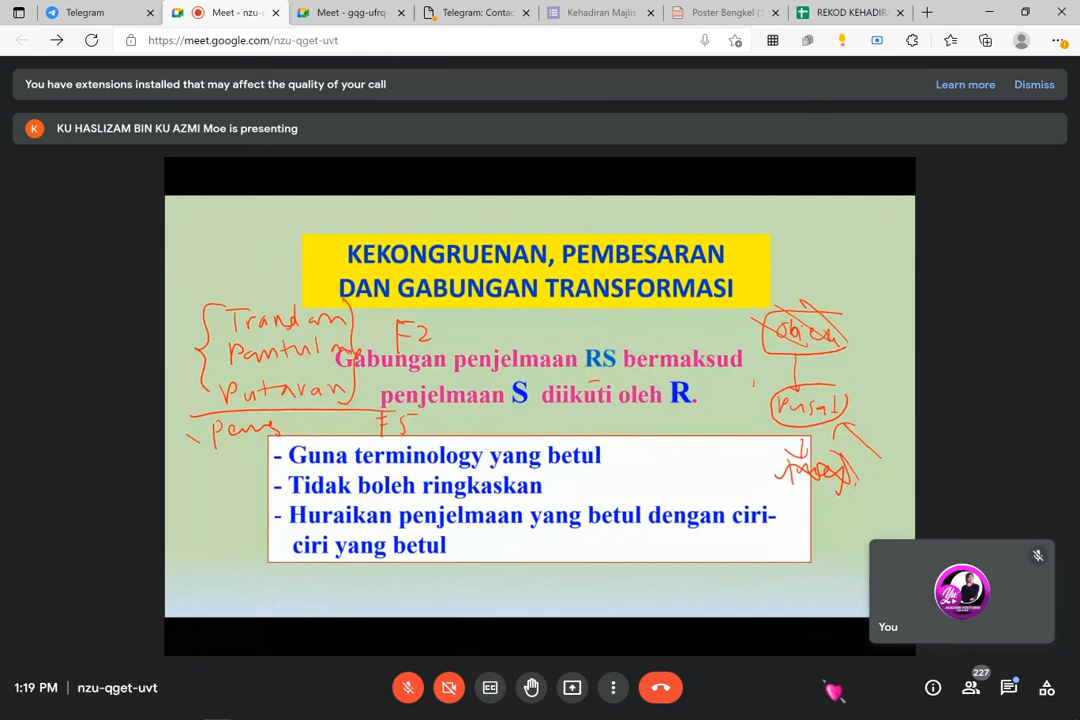 Telegram
Meet - nzu-
Meet - gqg-ufrq-
Telegram: Contac
Kehadiran Majlis
Poster Bengkel (1
REKOD KEHADIRA
https://meet.google.com/nzu-qget-uvt
You have extensions installed that may affect the quality of your call
Learn more
Dismiss
K
KU HASLIZAM BIN KU AZMI Moe is presenting
KEKONGRUENAN, PEMBESARAN
DAN GABUNGAN TRANSFORMASI
F2
Pantulan
Putaran
Gabungan penjelmaan RS bermaksud
penjelmaan S diikuti oleh R.
Pusat
F5
- Guna terminology yang betul
- Tidak boleh ringkaskan
- Huraikan penjelmaan yang betul dengan ciri-
ciri yang betul
You
1:19 PM | nzu-qget-uvt
227